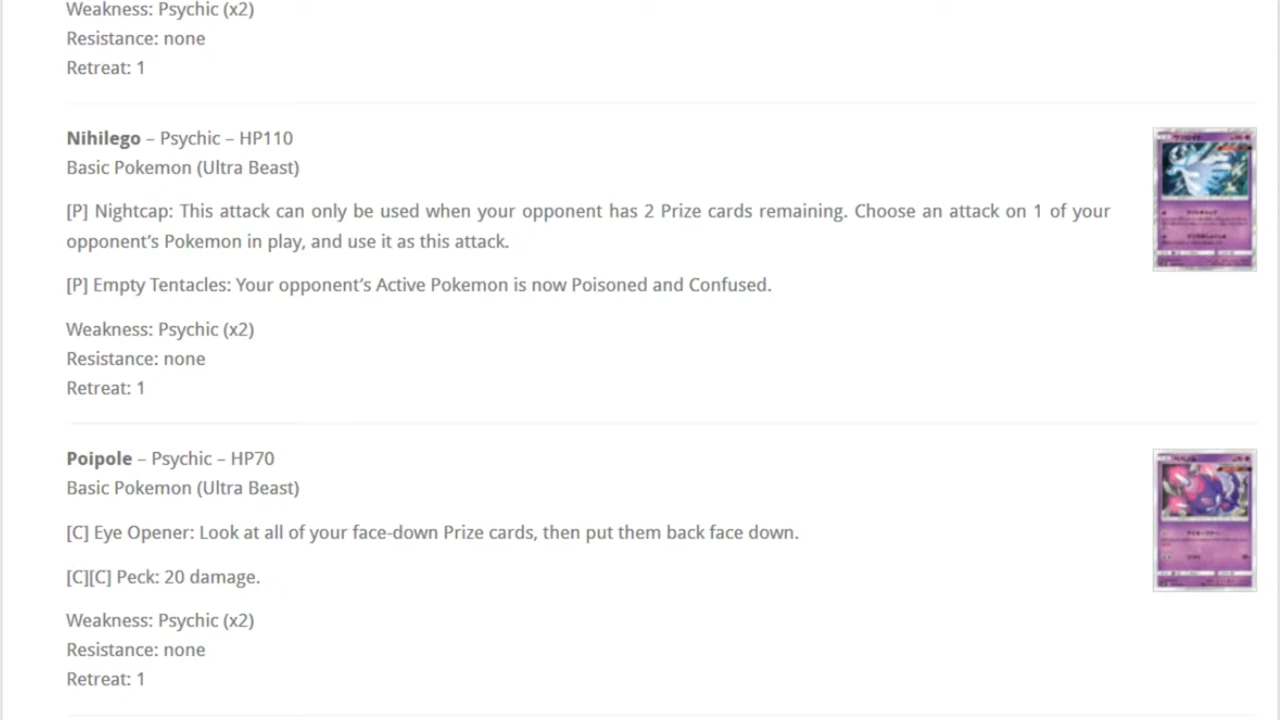 Weakness: Psychic (x2)
Resistance: none
Retreat: 1
Nihilego – Psychic – HP110
Basic Pokemon (Ultra Beast)
[P] Nightcap: This attack can only be used when your opponent has 2 Prize cards remaining. Choose an attack on 1 of your
opponent’s Pokemon in play, and use it as this attack.
[P] Empty Tentacles: Your opponent’s Active Pokemon is now Poisoned and Confused.
Weakness: Psychic (x2)
Resistance: none
Retreat: 1
Poipole – Psychic – HP70
Basic Pokemon (Ultra Beast)
[C] Eye Opener: Look at all of your face-down Prize cards, then put them back face down.
[C][C] Peck: 20 damage.
Weakness: Psychic (x2)
Resistance: none
Retreat: 1